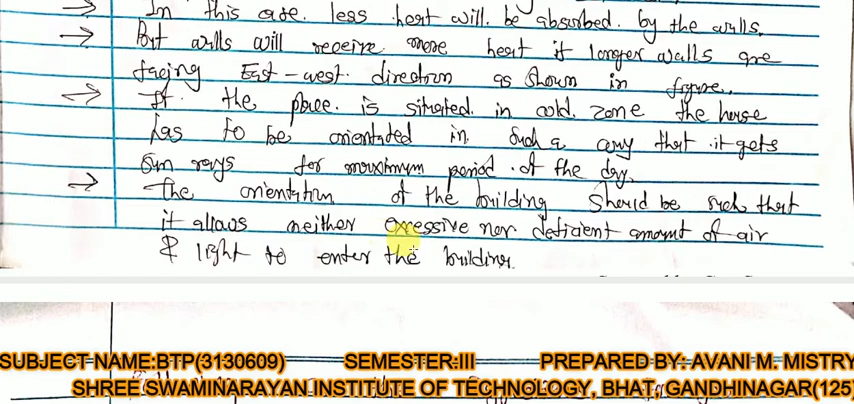 → In this case. less heat will. be absorbed. by the walls.
→ But walls will receive more heat if longer walls are
facing East-west. direction as shown in figure.
→ If. the place. is situated. in cold. zone the house
has to be orientated in such a way that it gets
sun rays for maximum period of the day.
→ The orientation of the building should be such that
it allows neither excessive nor deficient amount of air
& light to enter the building.
SUBJECT NAME:BTP(3130609) SEMESTER:III PREPARED BY: AVANI M. MISTRY
SHREE SWAMINARAYAN INSTITUTE OF TECHNOLOGY, BHAT, GANDHINAGAR(125)